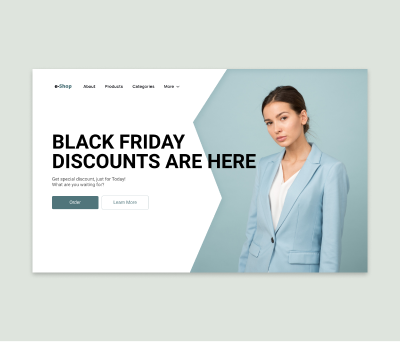 e-Shop About Products Categories More
BLACK FRIDAY
DISCOUNTS ARE HERE
Get special discount, just for Today!
What are you waiting for?
Order Learn More